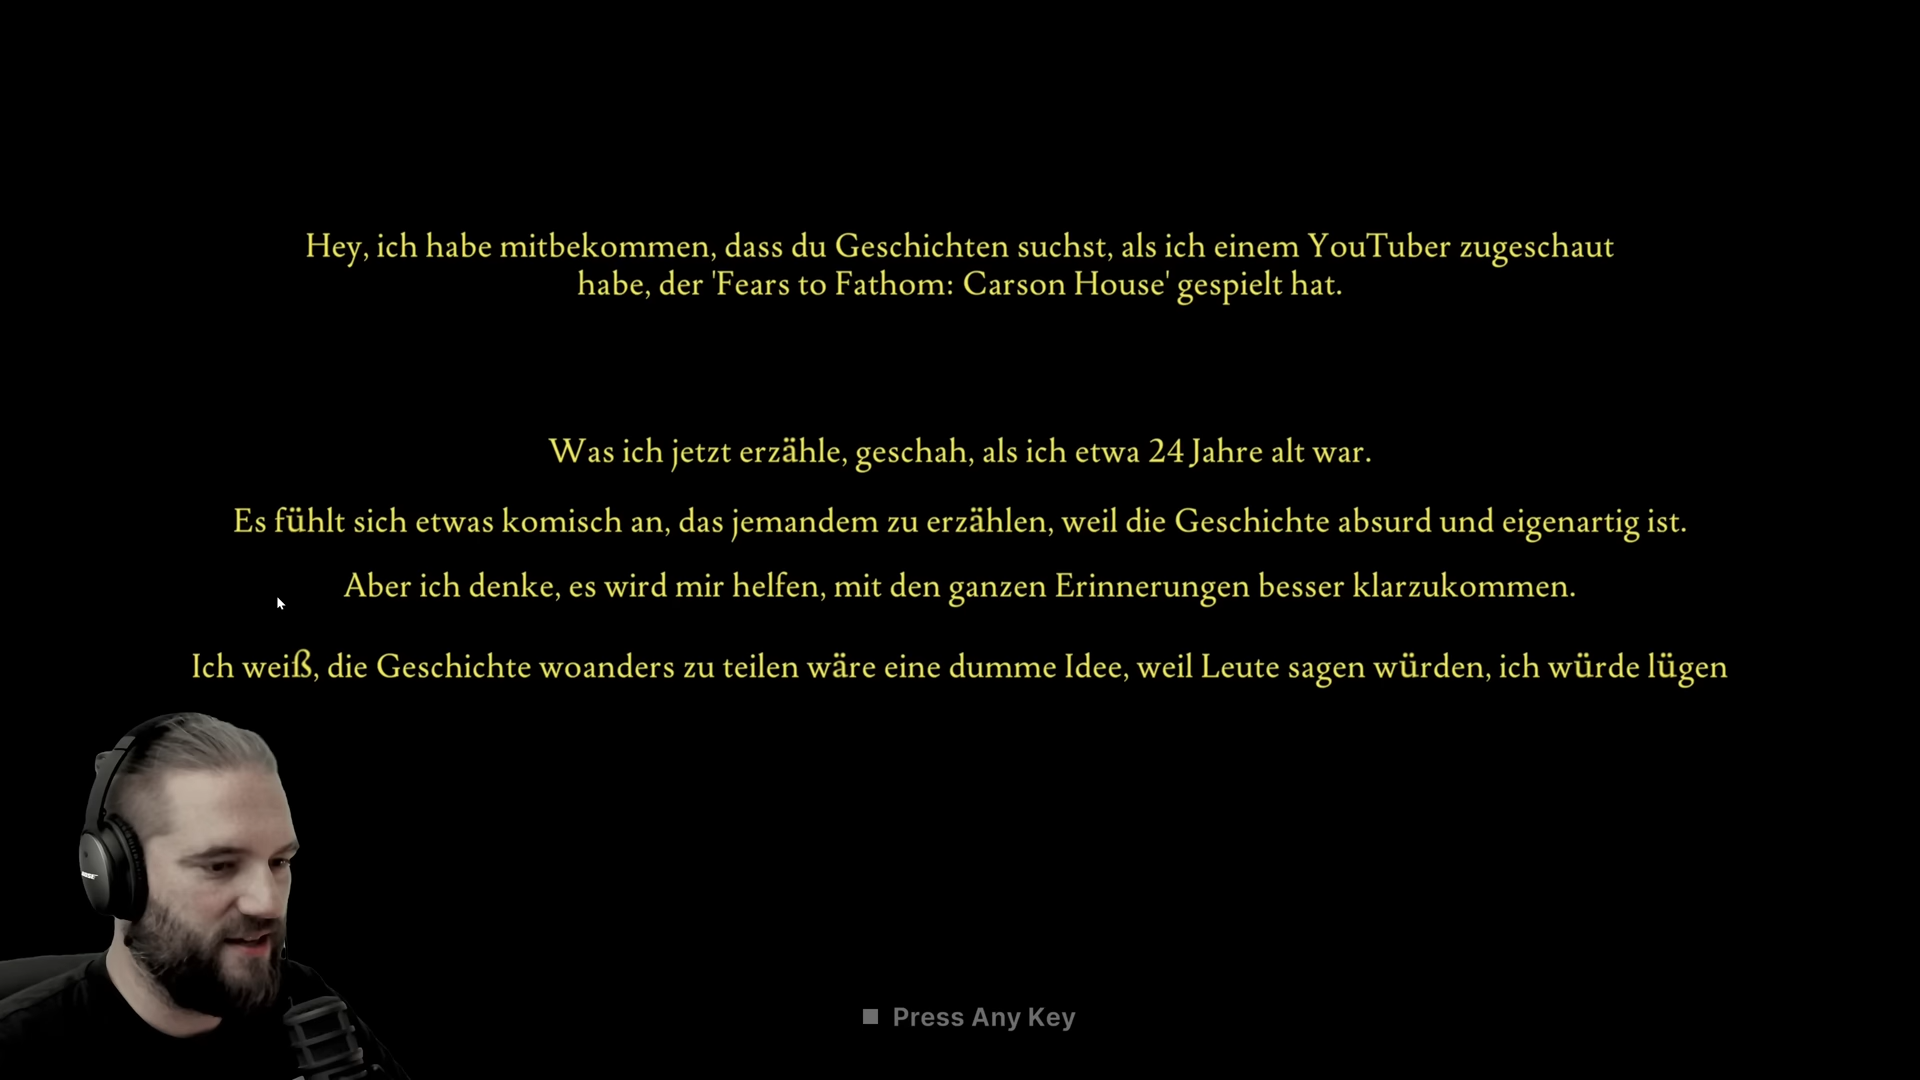 Hey, ich habe mitbekommen, dass du Geschichten suchst, als ich einem YouTuber zugeschaut
habe, der 'Fears to Fathom: Carson House' gespielt hat.
Was ich jetzt erzähle, geschah, als ich etwa 24 Jahre alt war.
Es fühlt sich etwas komisch an, das jemandem zu erzählen, weil die Geschichte absurd und eigenartig ist.
Aber ich denke, es wird mir helfen, mit den ganzen Erinnerungen besser klarzukommen.
Ich weiß, die Geschichte woanders zu teilen wäre eine dumme Idee, weil Leute sagen würden, ich würde lügen
Press Any Key